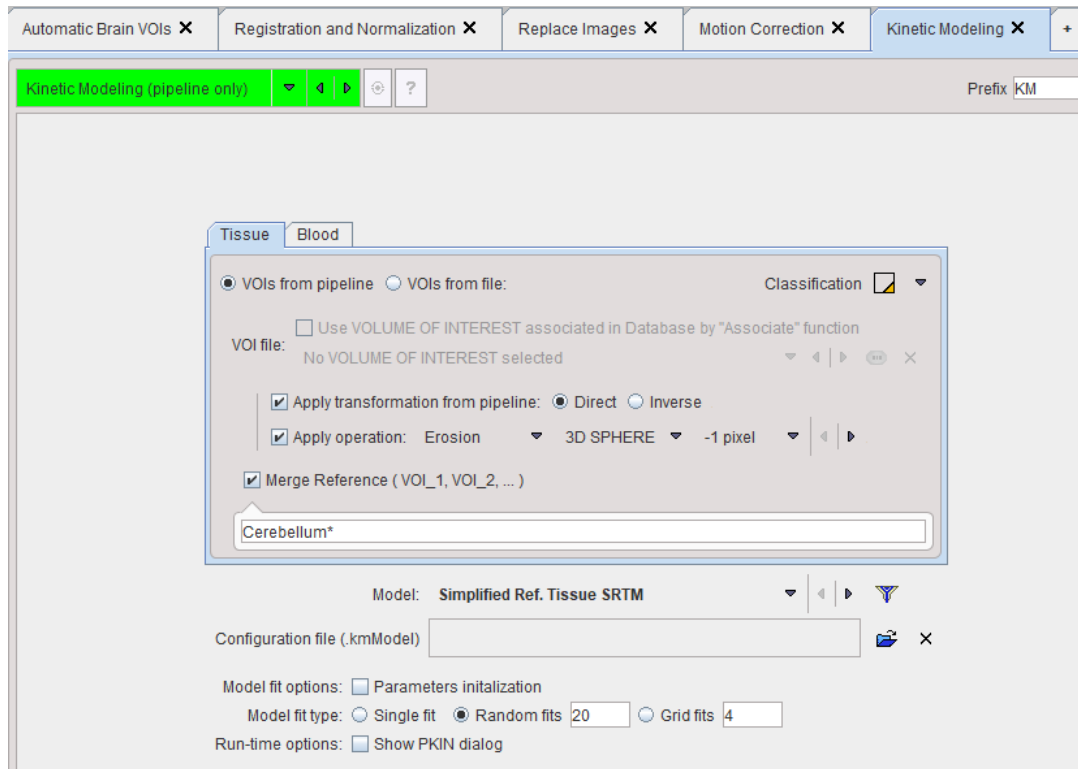 Automatic Brain VOIs Registration and Normalization Replace Images Motion Correction Kinetic Modeling +
Kinetic Modeling (pipeline only) ? Prefix KM
Tissue Blood
VOIs from pipeline VOIs from file: Classification
Use VOLUME OF INTEREST associated in Database by "Associate" function
VOI file:
No VOLUME OF INTEREST selected
Apply transformation from pipeline: Direct Inverse
Apply operation: Erosion 3D SPHERE -1 pixel
Merge Reference ( VOI_1, VOI_2, ... )
Cerebellum*
Model: Simplified Ref. Tissue SRTM
Configuration file (.kmModel)
Model fit options: Parameters initalization
Model fit type: Single fit Random fits 20 Grid fits 4
Run-time options: Show PKIN dialog